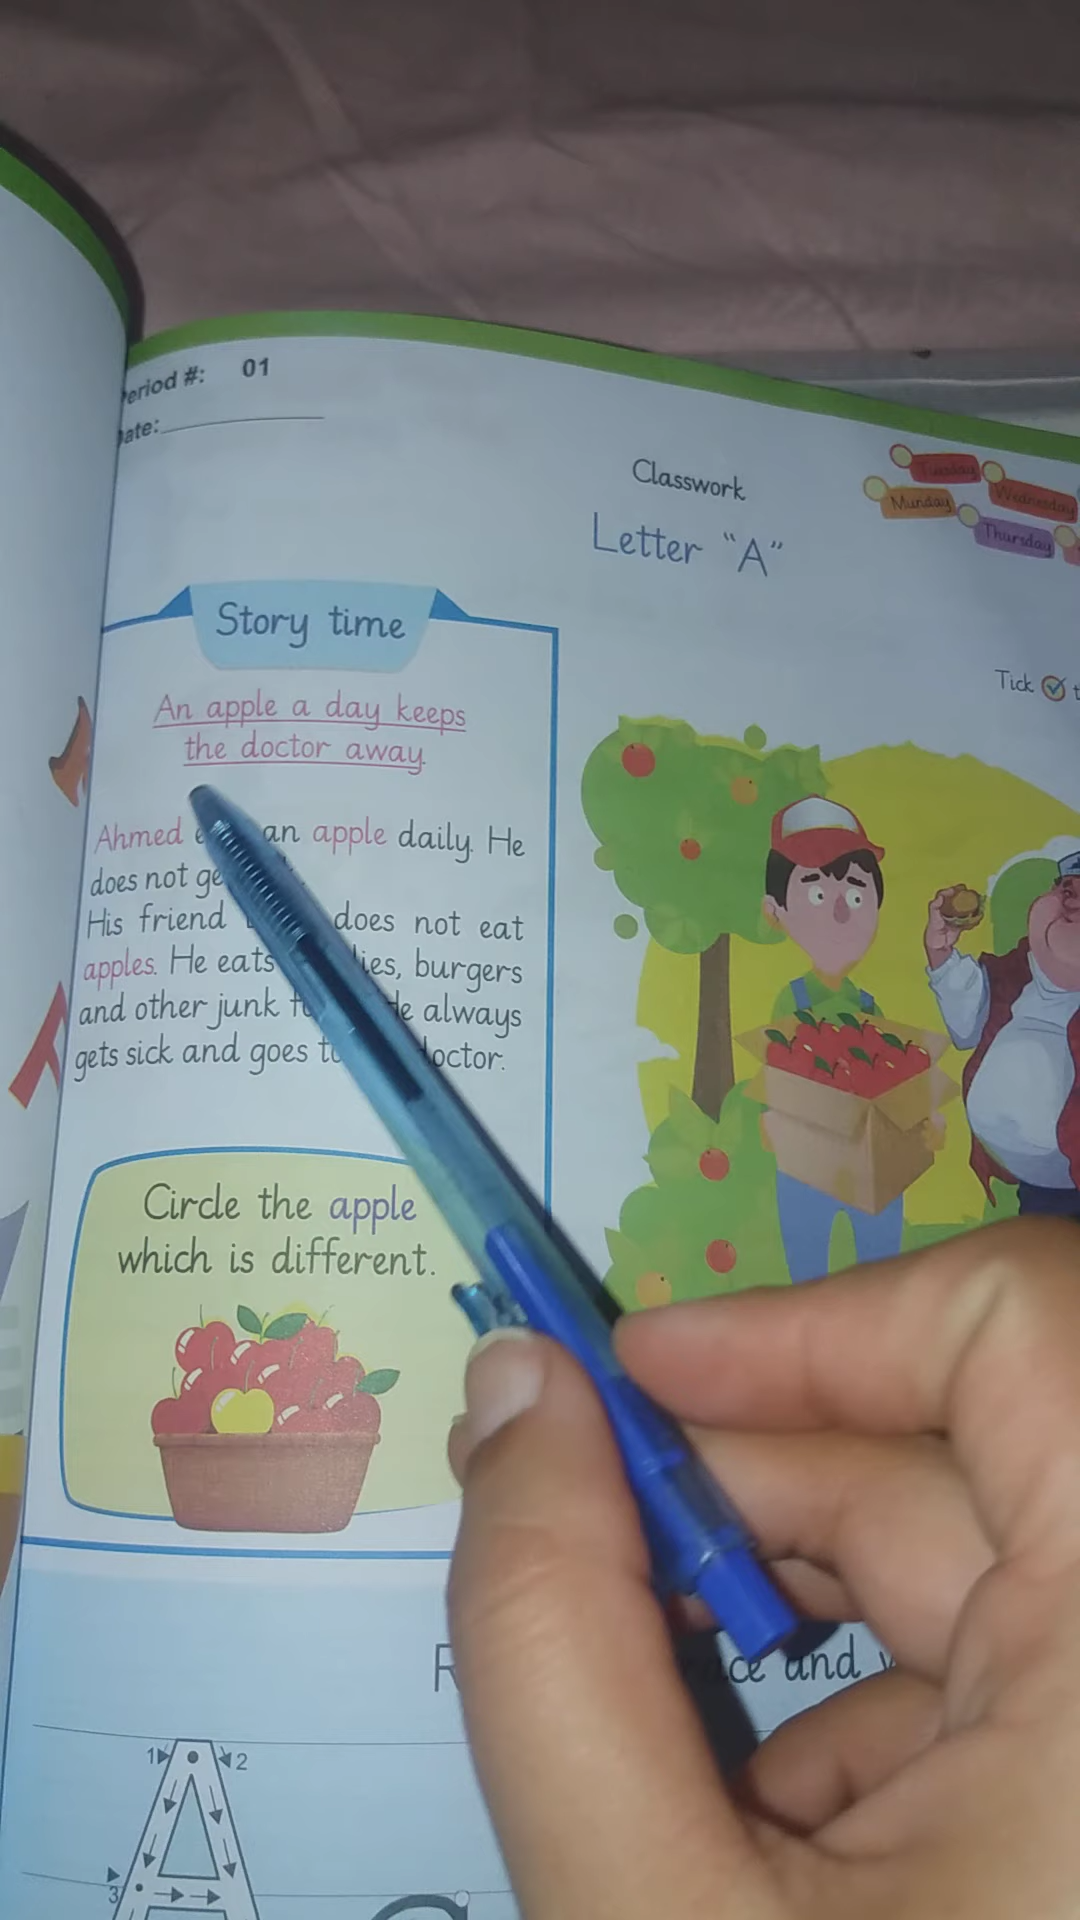 Period #: 01
Date:
Classwork
Letter "A"
Tuesday
Wednesday
Munday
Thursday
Story time
Tick
An apple a day keeps
the doctor away.
Ahmed an apple daily. He
does not
His friend does not eat
apples. He eats burgers
and other junk always
gets sick and goes doctor.
Circle the apple
which is different.
and
1 2
3